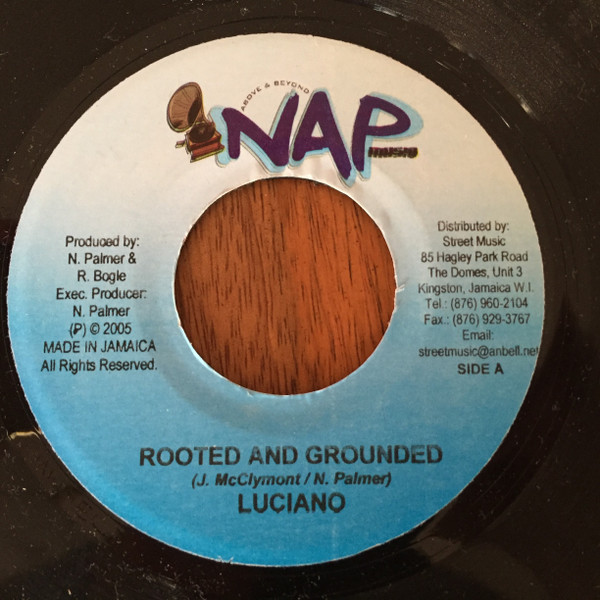 ABOVE & BEYOND
NAP
MUSIC
Produced by:
N. Palmer &
R. Bogle
Exec. Producer:
N. Palmer
(P) © 2005
MADE IN JAMAICA
All Rights Reserved.
Distributed by:
Street Music
85 Hagley Park Road
The Domes, Unit 3
Kingston, Jamaica W.I.
Tel.: (876) 960-2104
Fax.: (876) 929-3767
Email:
streetmusic@anbell.net
SIDE A
ROOTED AND GROUNDED
(J. McClymont / N. Palmer)
LUCIANO